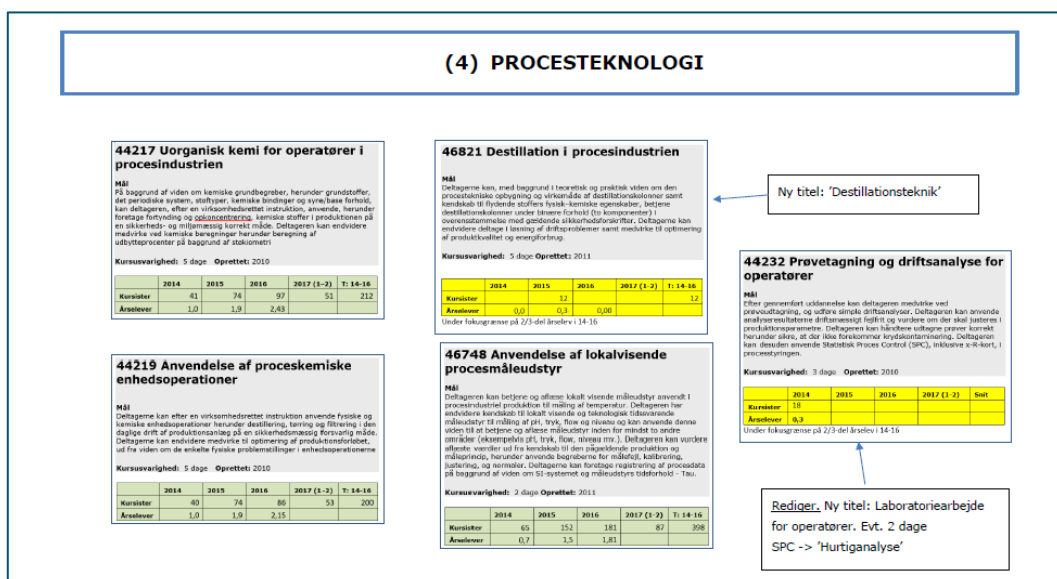 (4) PROCESTEKNOLOGI
44217 Uorganisk kemi for operatører i
procesindustrien
Mål
På baggrund af viden om kemiske grundbegreber, herunder grundstoffer,
det periodiske system, stoftyper, kemiske bindinger og syre/base forhold,
kan deltageren, efter en virksomhedsrettet instruktion, anvende, herunder
foretage fortynding og opkoncentrering, kemiske stoffer i produktionen på
en sikkerheds- og miljømæssig korrekt måde. Deltageren kan endvidere
medvirke ved kemiske beregninger herunder beregning af
udbytteprocenter på baggrund af støkiometri
Kursusvarighed: 5 dage Oprettet: 2010
2014 2015 2016 2017 (1-2) T: 14-16
Kursister 41 74 97 51 212
Årselever 1,0 1,9 2,43
44219 Anvendelse af proceskemiske
enhedsoperationer
Mål
Deltagerne kan efter en virksomhedsrettet instruktion anvende fysiske og
kemiske enhedsoperationer herunder destillering, tørring og filtrering i den
daglige drift af produktionsanlæg på en sikkerhedsmæssig forsvarlig måde.
Deltagerne kan endvidere medvirke til optimering af produktionsforløbet,
ud fra viden om de enkelte fysiske problemstillinger i enhedsoperationerne
Kursusvarighed: 5 dage Oprettet: 2010
2014 2015 2016 2017 (1-2) T: 14-16
Kursister 40 74 86 53 200
Årselever 1,0 1,9 2,15
46821 Destillation i procesindustrien
Mål
Deltagerne kan, med baggrund i teoretisk og praktisk viden om den
procestekniske opbygning og virkemåde af destillationskolonner samt
kendskab til flydende stoffers fysisk-kemiske egenskaber, betjene
destillationskolonner under binære forhold (to komponenter) i
overensstemmelse med gældende sikkerhedsforskrifter. Deltagerne kan
endvidere deltage i løsning af driftsproblemer samt medvirke til optimering
af produktkvalitet og energiforbrug.
Kursusvarighed: 5 dage Oprettet: 2011
2014 2015 2016 2017 (1-2) T: 14-16
Kursister 12 12
Årselever 0,0 0,3 0,00
Under fokusgrænse på 2/3-del årselev i 14-16
46748 Anvendelse af lokalvisende
procesmåleudstyr
Mål
Deltageren kan betjene og aflæse lokalt visende måleudstyr anvendt i
procesindustriel produktion til måling af temperatur. Deltageren har
endvidere kendskab til lokalt visende og teknologisk tidssvarende
måleudstyr til måling af pH, tryk, flow og niveau og kan anvende denne
viden til at betjene og aflæse måleudstyr inden for mindst to andre
områder (eksempelvis pH, tryk, flow, niveau mv.). Deltageren kan vurdere
aflæste værdier ud fra kendskab til den pågældende produktion og
måleprincip, herunder anvende begreberne for målefejl, kalibrering,
justering, og normaler. Deltagerne kan foretage registrering af procesdata
på baggrund af viden om SI-systemet og måleudstyrs tidsforhold - Tau.
Kursusvarighed: 2 dage Oprettet: 2011
2014 2015 2016 2017 (1-2) T: 14-16
Kursister 65 152 181 87 398
Årselever 0,7 1,5 1,81
Ny titel: 'Destillationsteknik'
44232 Prøvetagning og driftsanalyse for
operatører
Mål
Efter gennemført uddannelse kan deltageren medvirke ved
prøveudtagning, og udføre simple driftsanalyser. Deltageren kan anvende
analyseresultaterne driftsmæssigt fejlfrit og vurdere om der skal justeres i
produktionsparametre. Deltageren kan håndtere udtagne prøver korrekt
herunder sikre, at der ikke forekommer krydskontaminering. Deltageren
kan desuden anvende Statistisk Proces Control (SPC), inklusive x-R-kort, i
processtyringen.
Kursusvarighed: 3 dage Oprettet: 2010
2014 2015 2016 2017 (1-2) Snit
Kursister 18
Årselever 0,3
Under fokusgrænse på 2/3-del årselev i 14-16
Rediger. Ny titel: Laboratoriearbejde
for operatører. Evt. 2 dage
SPC -> 'Hurtiganalyse'